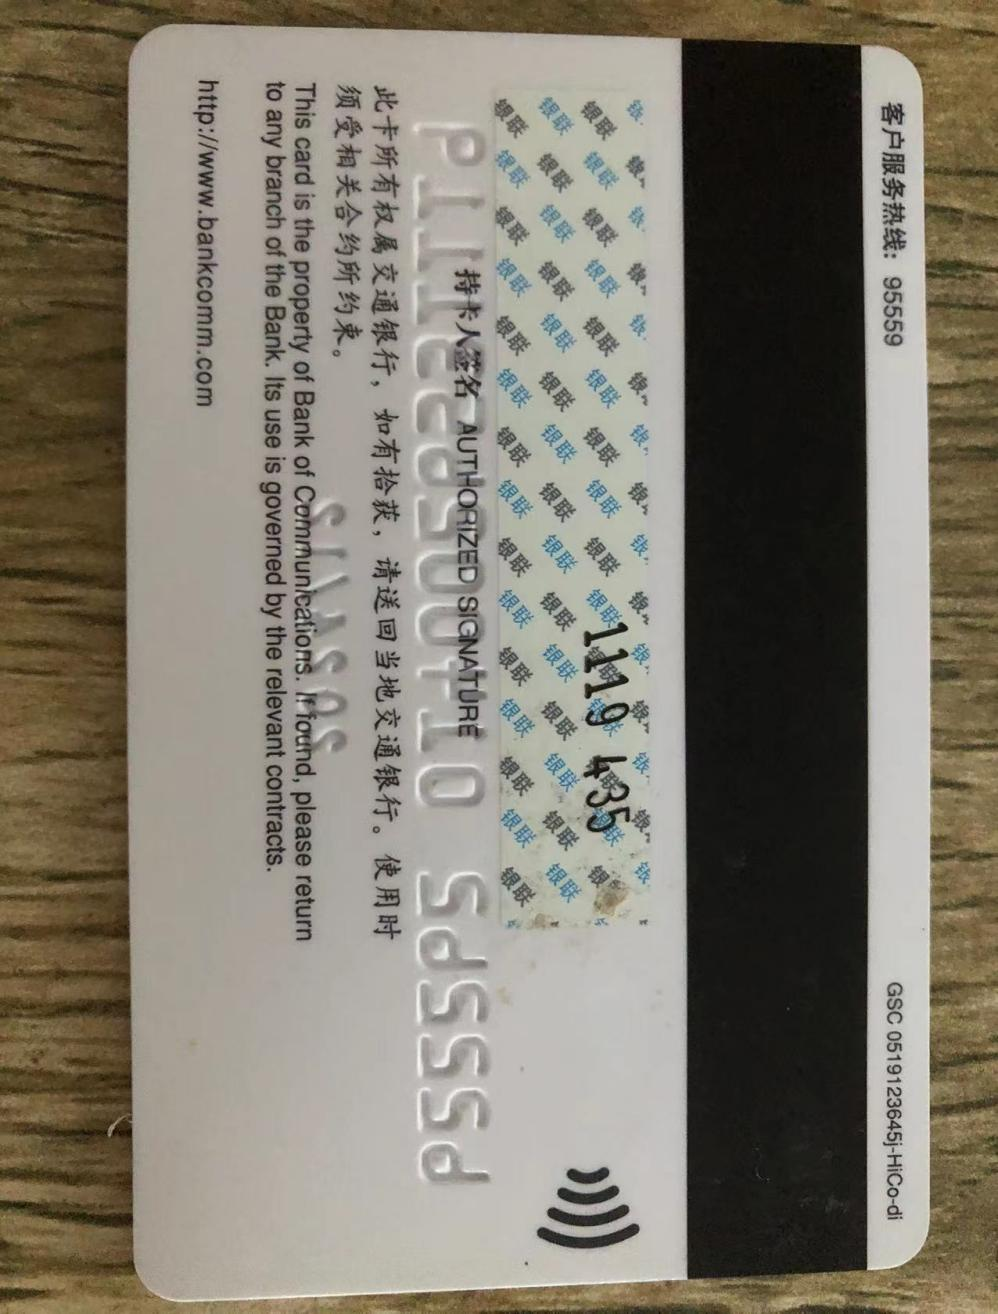 客户服务热线：95559
GSC 0519123645j-HiCo-di
1119 435
持卡人签名 AUTHORIZED SIGNATURE
此卡所有权属交通银行，如有拾获，请送回当地交通银行。使用时
须受相关合约所约束。
This card is the property of Bank of Communications. If found, please return
to any branch of the Bank. Its use is governed by the relevant contracts.
http://www.bankcomm.com